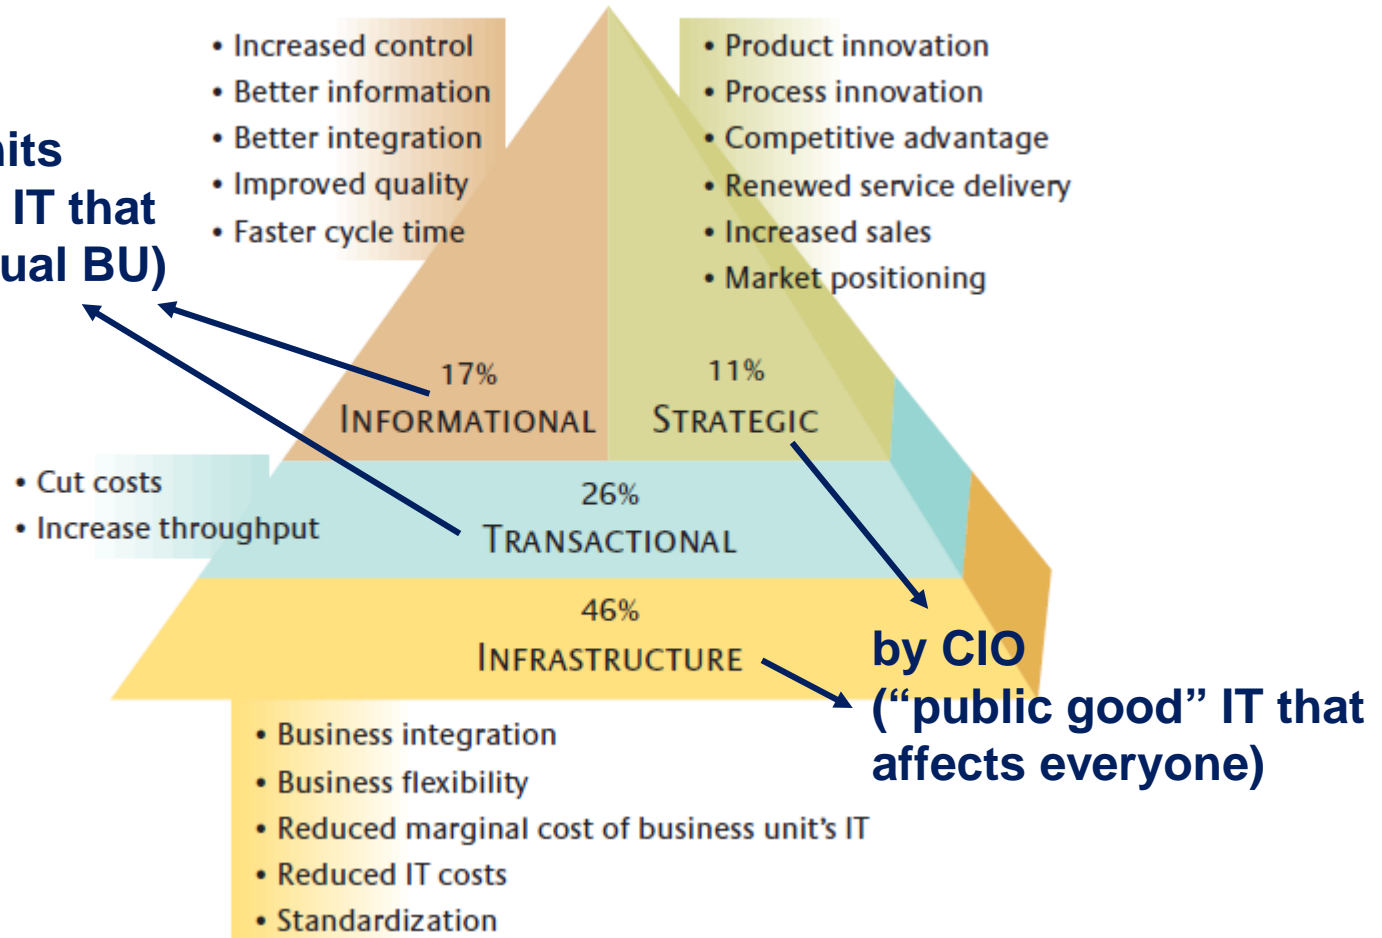 • Increased control
• Better information
• Better integration
• Improved quality
• Faster cycle time
• Product innovation
• Process innovation
• Competitive advantage
• Renewed service delivery
• Increased sales
• Market positioning
IT that
BU)
17%
INFORMATIONAL
11%
STRATEGIC
• Cut costs
• Increase throughput
26%
TRANSACTIONAL
46%
INFRASTRUCTURE
by CIO
(“public good” IT that
affects everyone)
• Business integration
• Business flexibility
• Reduced marginal cost of business unit's IT
• Reduced IT costs
• Standardization